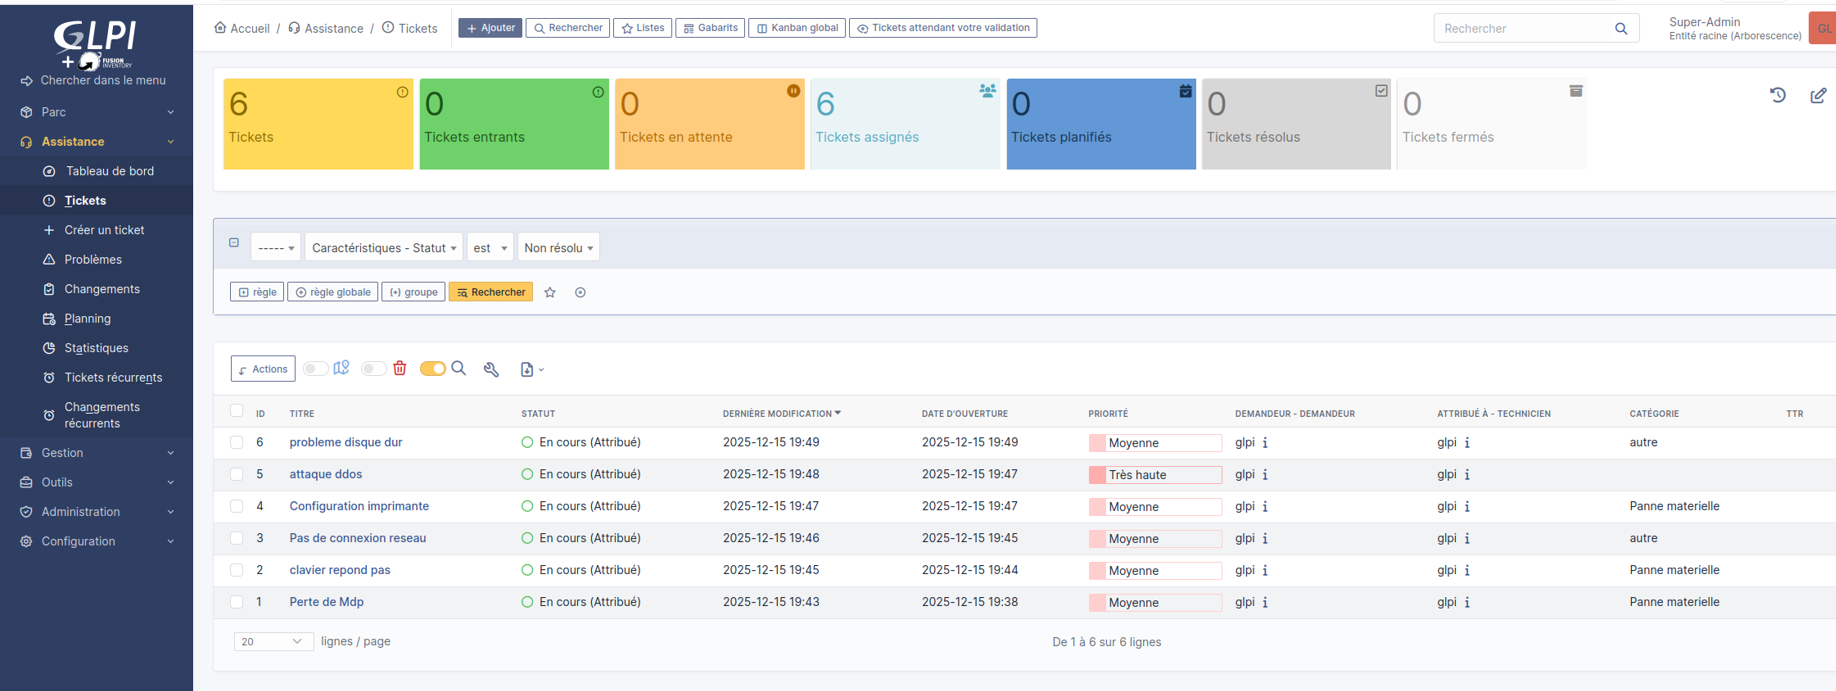 GLPI
+ FUSION INVENTORY
Chercher dans le menu
Parc
Assistance
Tableau de bord
Tickets
Créer un ticket
Problèmes
Changements
Planning
Statistiques
Tickets récurrents
Changements
récurrents
Gestion
Outils
Administration
Configuration
Accueil / Assistance / Tickets
+ Ajouter
Rechercher
Listes
Gabarits
Kanban global
Tickets attendant votre validation
Rechercher
Super-Admin
Entité racine (Arborescence)
GL
6
Tickets
0
Tickets entrants
0
Tickets en attente
6
Tickets assignés
0
Tickets planifiés
0
Tickets résolus
0
Tickets fermés
----- Caractéristiques - Statut est Non résolu
règle règle globale (+) groupe Rechercher
Actions
ID TITRE STATUT DERNIÈRE MODIFICATION DATE D'OUVERTURE PRIORITÉ DEMANDEUR - DEMANDEUR ATTRIBUÉ À - TECHNICIEN CATÉGORIE TTR
6 probleme disque dur En cours (Attribué) 2025-12-15 19:49 2025-12-15 19:49 Moyenne glpi i glpi i autre
5 attaque ddos En cours (Attribué) 2025-12-15 19:48 2025-12-15 19:47 Très haute glpi i glpi i
4 Configuration imprimante En cours (Attribué) 2025-12-15 19:47 2025-12-15 19:47 Moyenne glpi i glpi i Panne materielle
3 Pas de connexion reseau En cours (Attribué) 2025-12-15 19:46 2025-12-15 19:45 Moyenne glpi i glpi i autre
2 clavier repond pas En cours (Attribué) 2025-12-15 19:45 2025-12-15 19:44 Moyenne glpi i glpi i Panne materielle
1 Perte de Mdp En cours (Attribué) 2025-12-15 19:43 2025-12-15 19:38 Moyenne glpi i glpi i Panne materielle
20 lignes / page De 1 à 6 sur 6 lignes